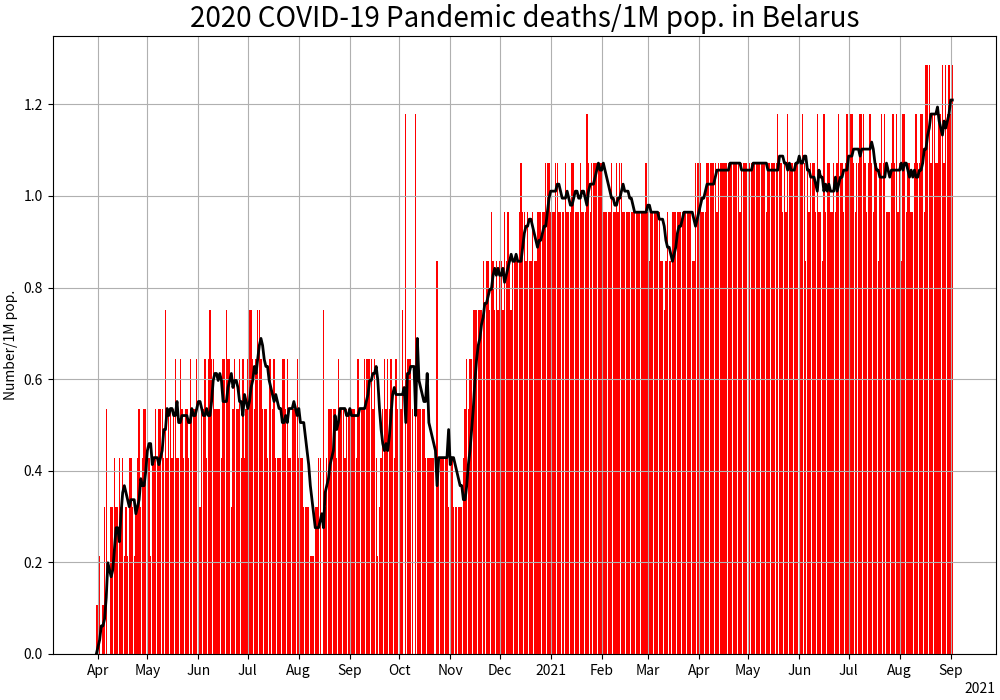 2020 COVID-19 Pandemic deaths/1M pop. in Belarus
Number/1M pop.
1.2
1.0
0.8
0.6
0.4
0.2
0.0
Apr May Jun Jul Aug Sep Oct Nov Dec 2021 Feb Mar Apr May Jun Jul Aug Sep
2021